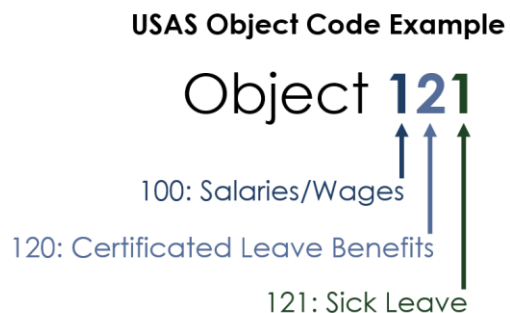 USAS Object Code Example
Object 121
100: Salaries/Wages
120: Certificated Leave Benefits
121: Sick Leave